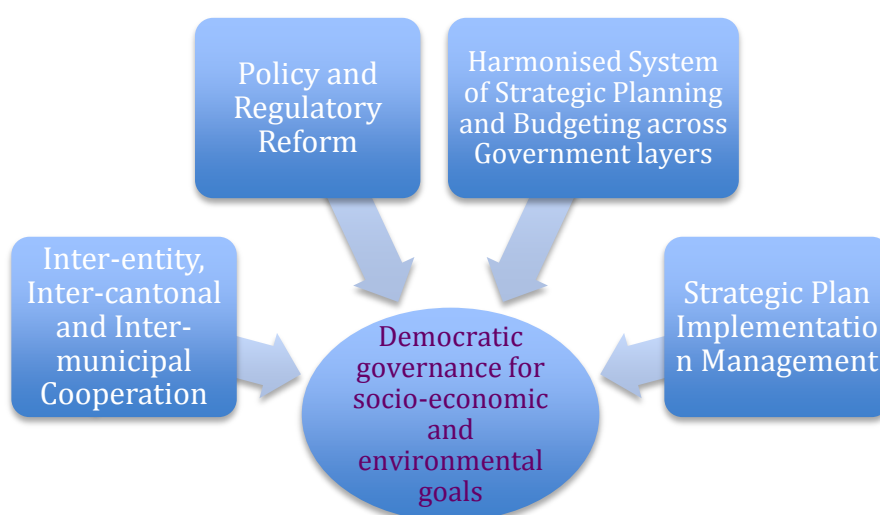 Policy and
Regulatory
Reform
Harmonised System
of Strategic Planning
and Budgeting across
Government layers
Inter-entity,
Inter-cantonal
and Inter-
municipal
Cooperation
Strategic Plan
Implementatio
n Management
Democratic
governance for
socio-economic
and
environmental
goals